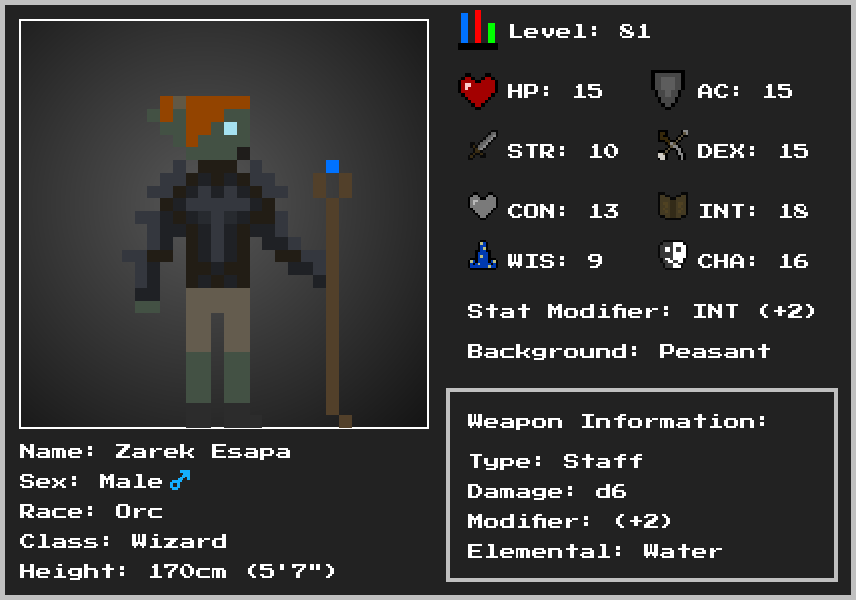 Level: 81
HP: 15 AC: 15
STR: 10 DEX: 15
CON: 13 INT: 18
WIS: 9 CHA: 16
Stat Modifier: INT (+2)
Background: Peasant
Weapon Information:
Type: Staff
Damage: d6
Modifier: (+2)
Elemental: Water
Name: Zarek Esapa
Sex: Male ♂
Race: Orc
Class: Wizard
Height: 170cm (5'7")